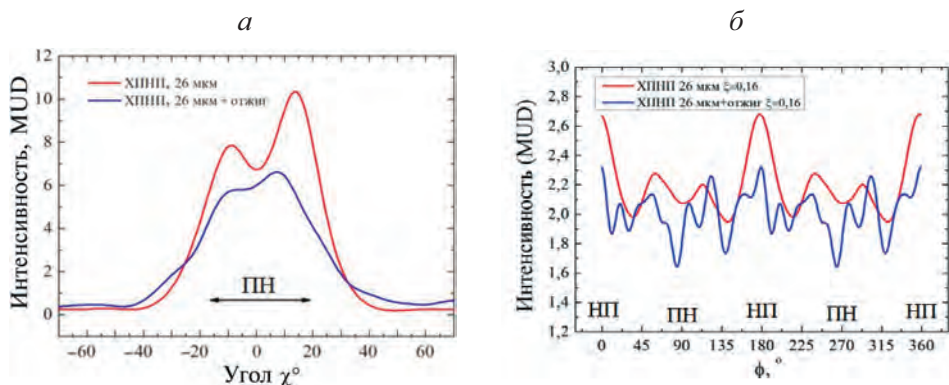 а
б
Интенсивность, MUD
12
10
8
6
4
2
0
ХПНП, 26 мкм
ХПНП, 26 мкм + отжиг
ПН
−60 −40 −20 0 20 40 60
Угол χ°
Интенсивность (MUD)
3,0
2,8
2,6
2,4
2,2
2,0
1,8
1,6
1,4
1,2
ХПНП 26 мкм ξ=0,16
ХПНП 26 мкм+отжиг ξ=0,16
НП ПН НП ПН НП
0 45 90 135 180 225 270 315 360
ϕ, °